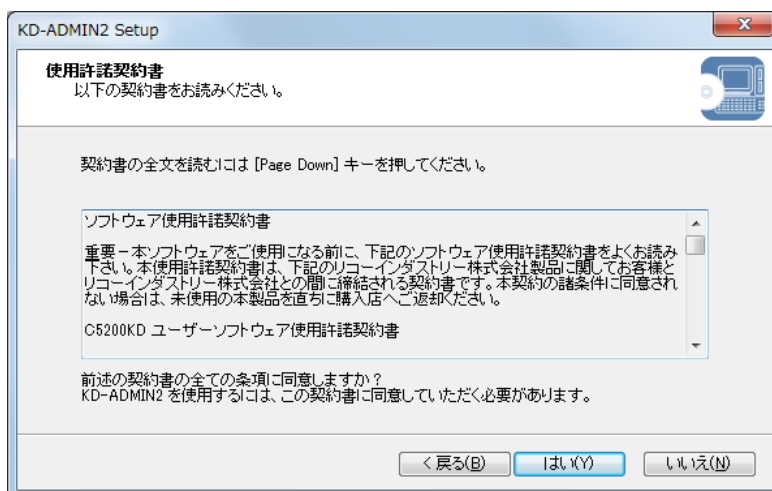 KD-ADMIN2 Setup
使用許諾契約書
以下の契約書をお読みください。
契約書の全文を読むには [Page Down] キーを押してください。
ソフトウェア使用許諾契約書
重要－本ソフトウェアをご使用になる前に、下記のソフトウェア使用許諾契約書をよくお読み
下さい。本使用許諾契約書は、下記のリコーインダストリー株式会社製品に関してお客様と
リコーインダストリー株式会社との間に締結される契約書です。本契約の諸条件に同意され
ない場合は、未使用の本製品を直ちに購入店へご返却ください。
C5200KD ユーザーソフトウェア使用許諾契約書
前述の契約書の全ての条項に同意しますか？
KD-ADMIN2 を使用するには、この契約書に同意していただく必要があります。
< 戻る(B)
はい(Y)
いいえ(N)